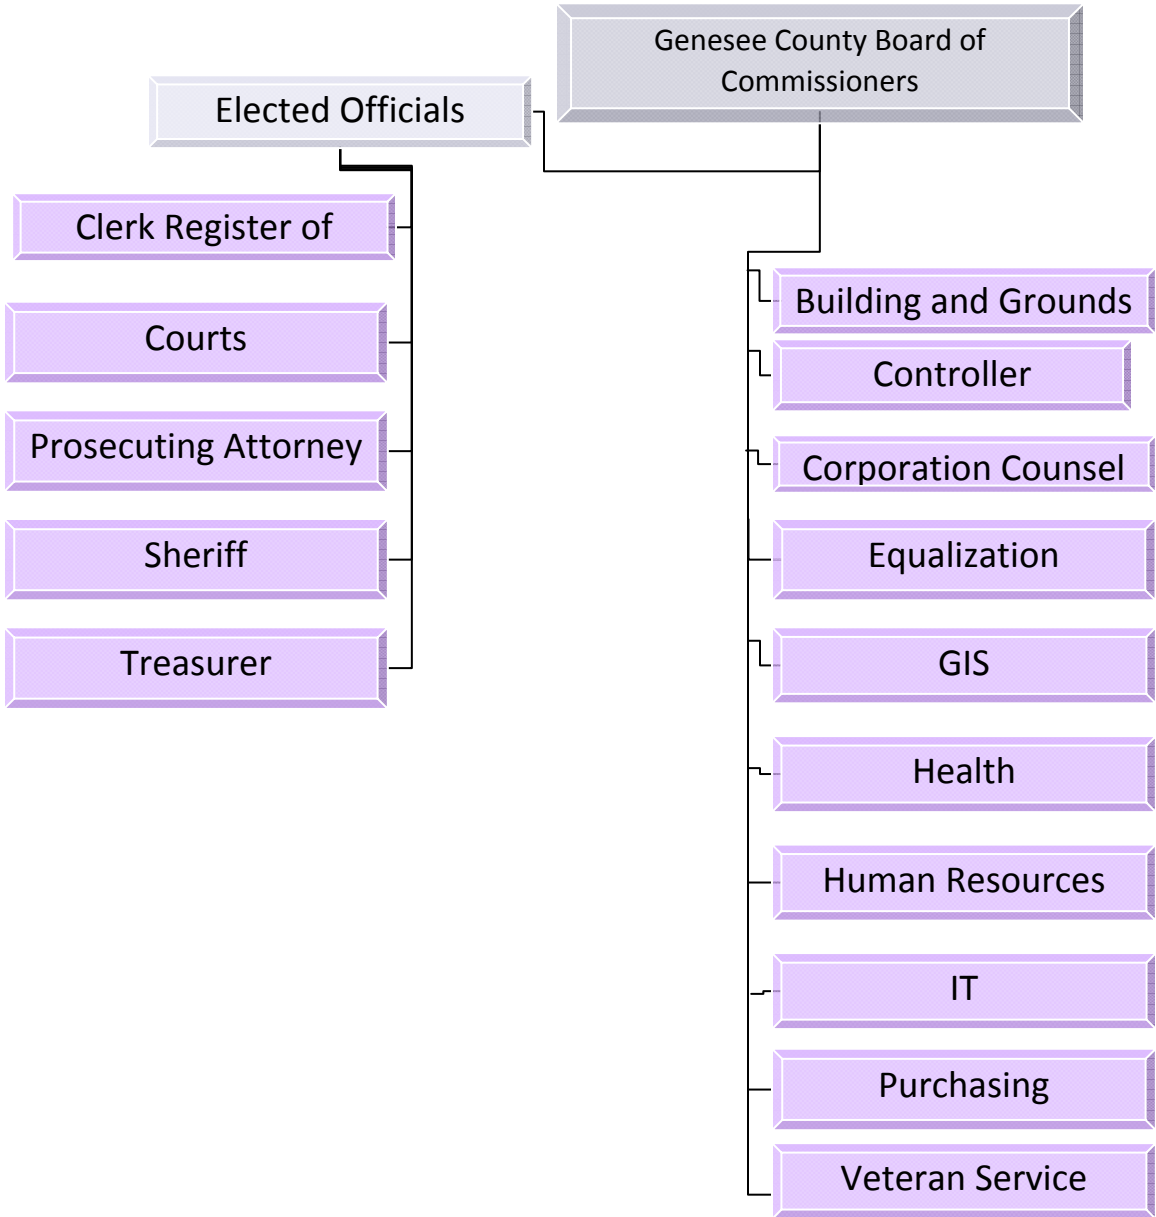 Genesee County Board of
Commissioners
Elected Officials
Clerk Register of
Courts
Prosecuting Attorney
Sheriff
Treasurer
Building and Grounds
Controller
Corporation Counsel
Equalization
GIS
Health
Human Resources
IT
Purchasing
Veteran Service